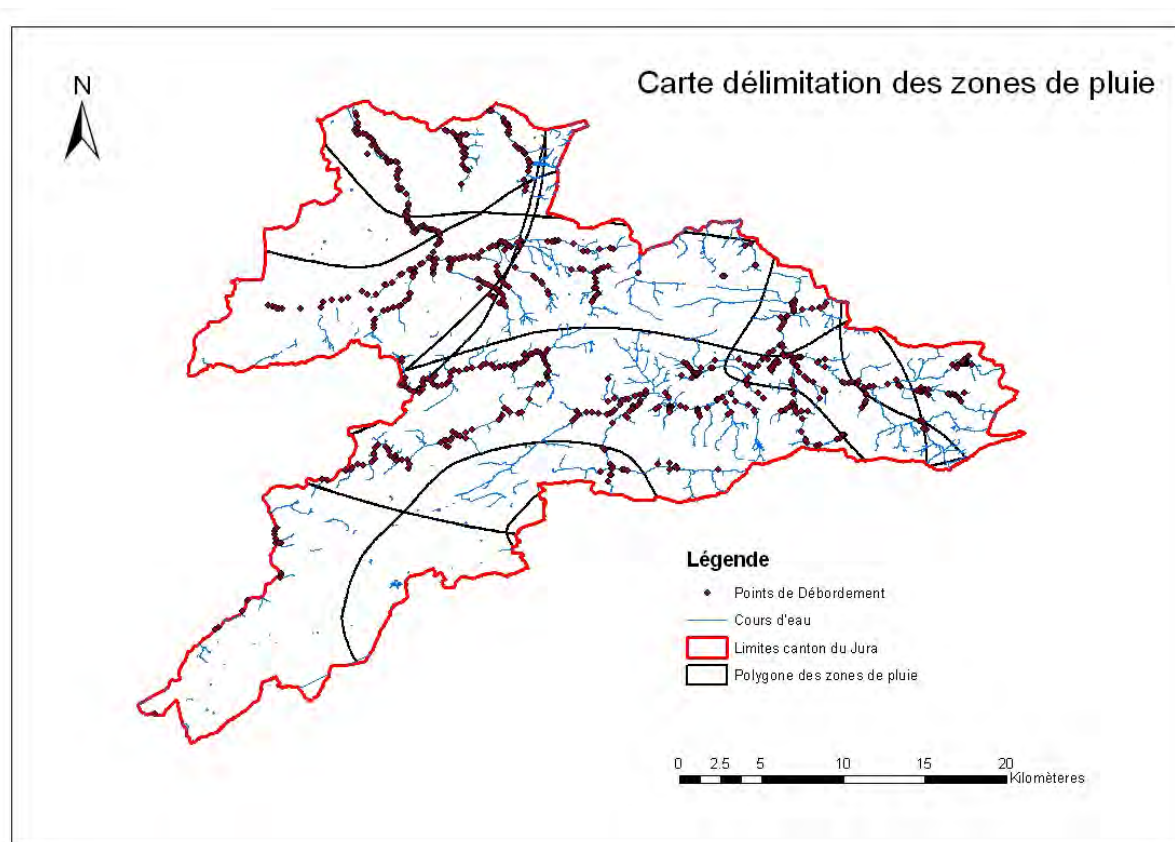 Carte délimitation des zones de pluie
N
Légende
Points de Débordement
Cours d'eau
Limites canton du Jura
Polygone des zones de pluie
0 2.5 5 10 15 20
Kilomèteres